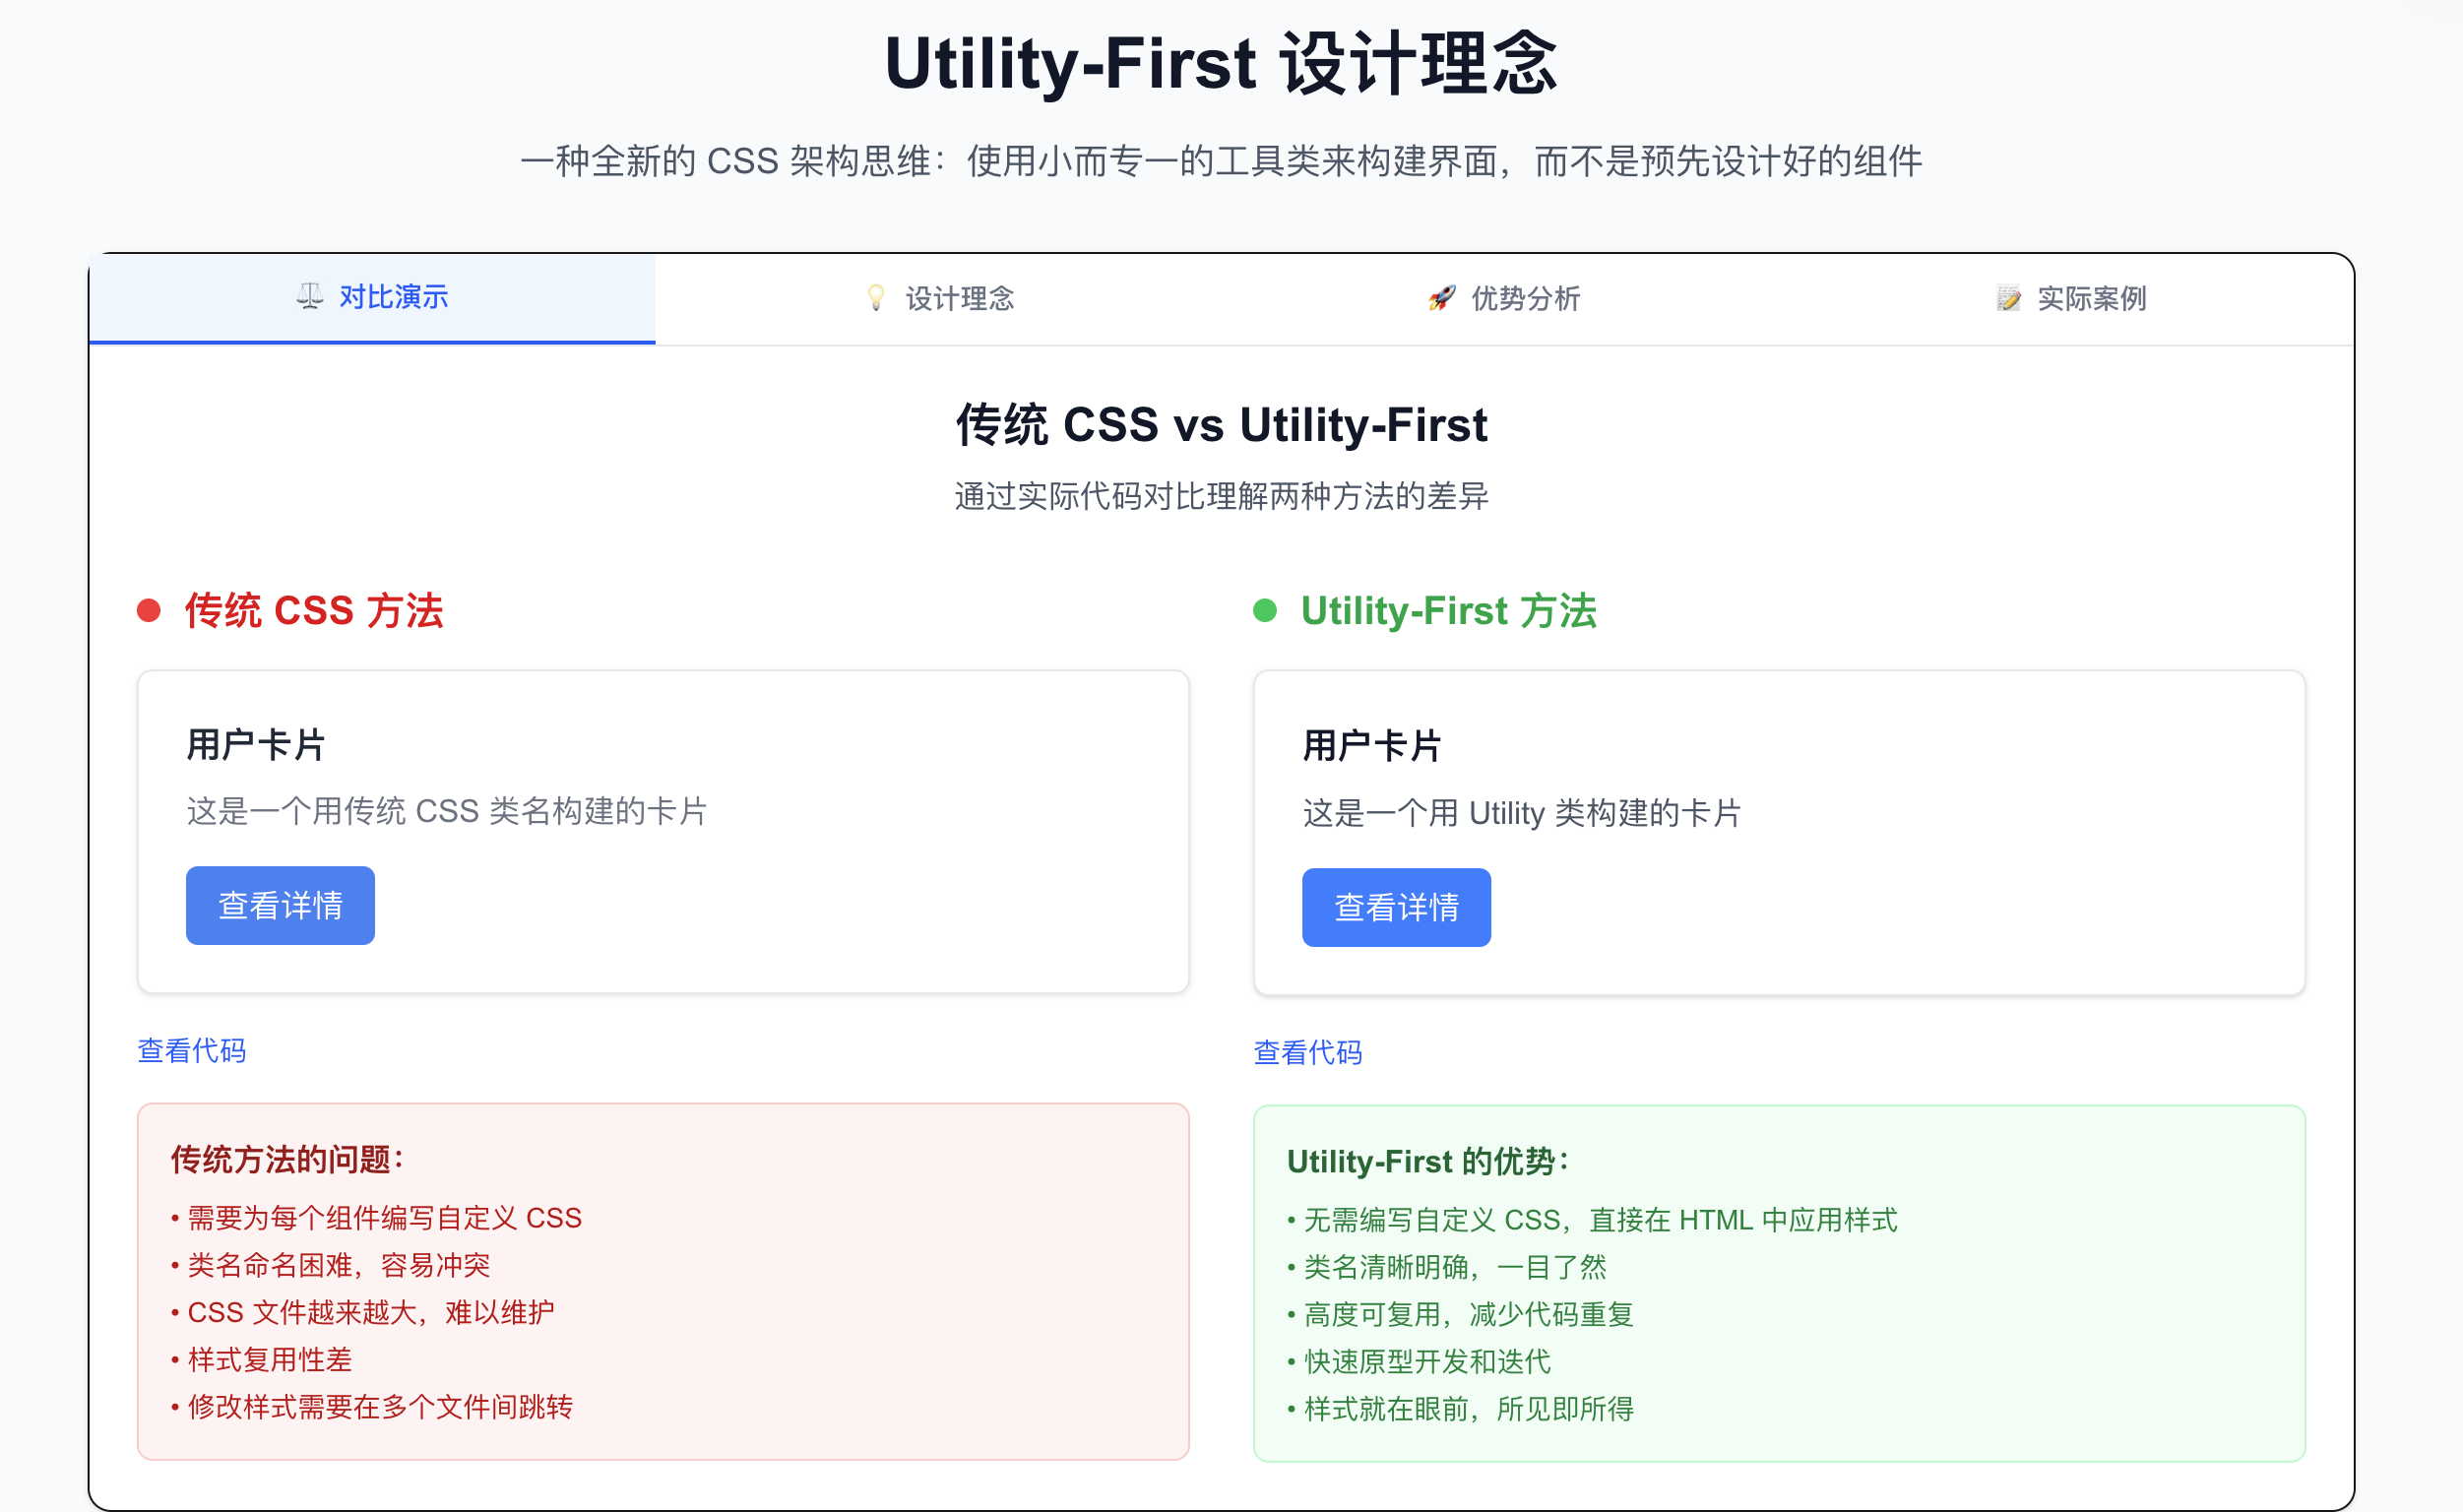 Utility-First 设计理念
一种全新的 CSS 架构思维：使用小而专一的工具类来构建界面，而不是预先设计好的组件
对比演示
设计理念
优势分析
实际案例
传统 CSS vs Utility-First
通过实际代码对比理解两种方法的差异
传统 CSS 方法
用户卡片
这是一个用传统 CSS 类名构建的卡片
查看详情
查看代码
传统方法的问题：
• 需要为每个组件编写自定义 CSS
• 类名命名困难，容易冲突
• CSS 文件越来越大，难以维护
• 样式复用性差
• 修改样式需要在多个文件间跳转
Utility-First 方法
用户卡片
这是一个用 Utility 类构建的卡片
查看详情
查看代码
Utility-First 的优势：
• 无需编写自定义 CSS，直接在 HTML 中应用样式
• 类名清晰明确，一目了然
• 高度可复用，减少代码重复
• 快速原型开发和迭代
• 样式就在眼前，所见即所得